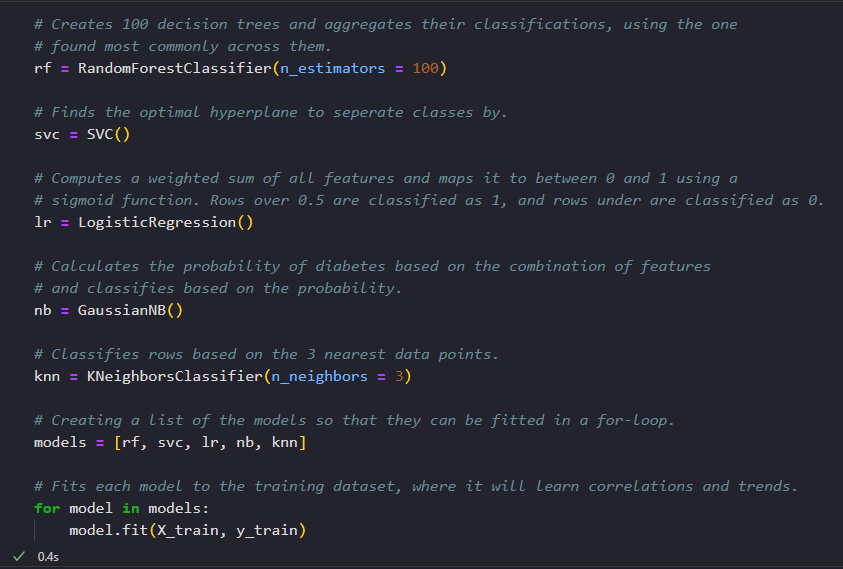 # Creates 100 decision trees and aggregates their classifications, using the one
# found most commonly across them.
rf = RandomForestClassifier(n_estimators = 100)
# Finds the optimal hyperplane to seperate classes by.
svc = SVC()
# Computes a weighted sum of all features and maps it to between 0 and 1 using a
# sigmoid function. Rows over 0.5 are classified as 1, and rows under are classified as 0.
lr = LogisticRegression()
# Calculates the probability of diabetes based on the combination of features
# and classifies based on the probability.
nb = GaussianNB()
# Classifies rows based on the 3 nearest data points.
knn = KNeighborsClassifier(n_neighbors = 3)
# Creating a list of the models so that they can be fitted in a for-loop.
models = [rf, svc, lr, nb, knn]
# Fits each model to the training dataset, where it will learn correlations and trends.
for model in models:
    model.fit(X_train, y_train)
✓ 0.4s